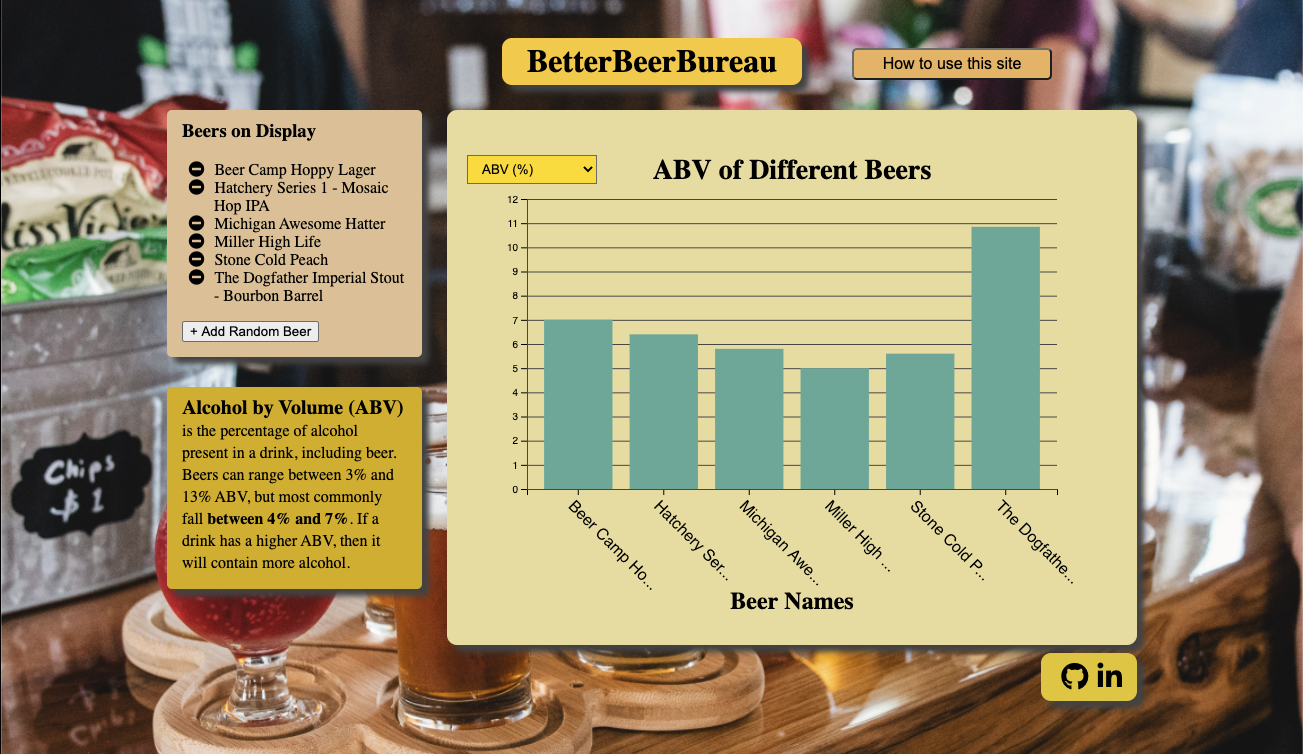 BetterBeerBureau
How to use this site
Beers on Display
Beer Camp Hoppy Lager
Hatchery Series 1 - Mosaic
Hop IPA
Michigan Awesome Hatter
Miller High Life
Stone Cold Peach
The Dogfather Imperial Stout
- Bourbon Barrel
+ Add Random Beer
Alcohol by Volume (ABV)
is the percentage of alcohol
present in a drink, including beer.
Beers can range between 3% and
13% ABV, but most commonly
fall between 4% and 7%. If a
drink has a higher ABV, then it
will contain more alcohol.
ABV (%)
ABV of Different Beers
12
11
10
9
8
7
6
5
4
3
2
1
0
Beer Camp Ho...
Hatchery Ser...
Michigan Awe...
Miller High ...
Stone Cold P...
The Dogfathe...
Beer Names
in
Chips
$ 1